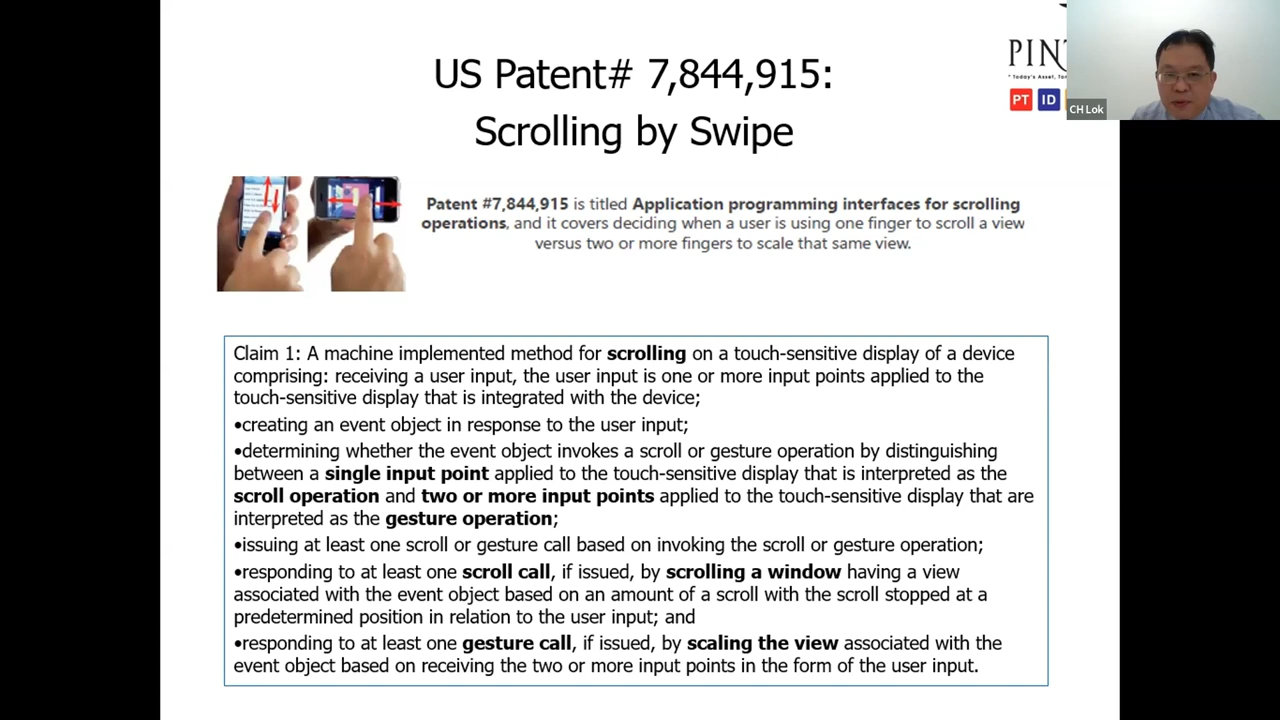 US Patent# 7,844,915:
Scrolling by Swipe
PT ID
CH Lok
Patent #7,844,915 is titled Application programming interfaces for scrolling
operations, and it covers deciding when a user is using one finger to scroll a view
versus two or more fingers to scale that same view.
Claim 1: A machine implemented method for scrolling on a touch-sensitive display of a device
comprising: receiving a user input, the user input is one or more input points applied to the
touch-sensitive display that is integrated with the device;
•creating an event object in response to the user input;
•determining whether the event object invokes a scroll or gesture operation by distinguishing
between a single input point applied to the touch-sensitive display that is interpreted as the
scroll operation and two or more input points applied to the touch-sensitive display that are
interpreted as the gesture operation;
•issuing at least one scroll or gesture call based on invoking the scroll or gesture operation;
•responding to at least one scroll call, if issued, by scrolling a window having a view
associated with the event object based on an amount of a scroll with the scroll stopped at a
predetermined position in relation to the user input; and
•responding to at least one gesture call, if issued, by scaling the view associated with the
event object based on receiving the two or more input points in the form of the user input.